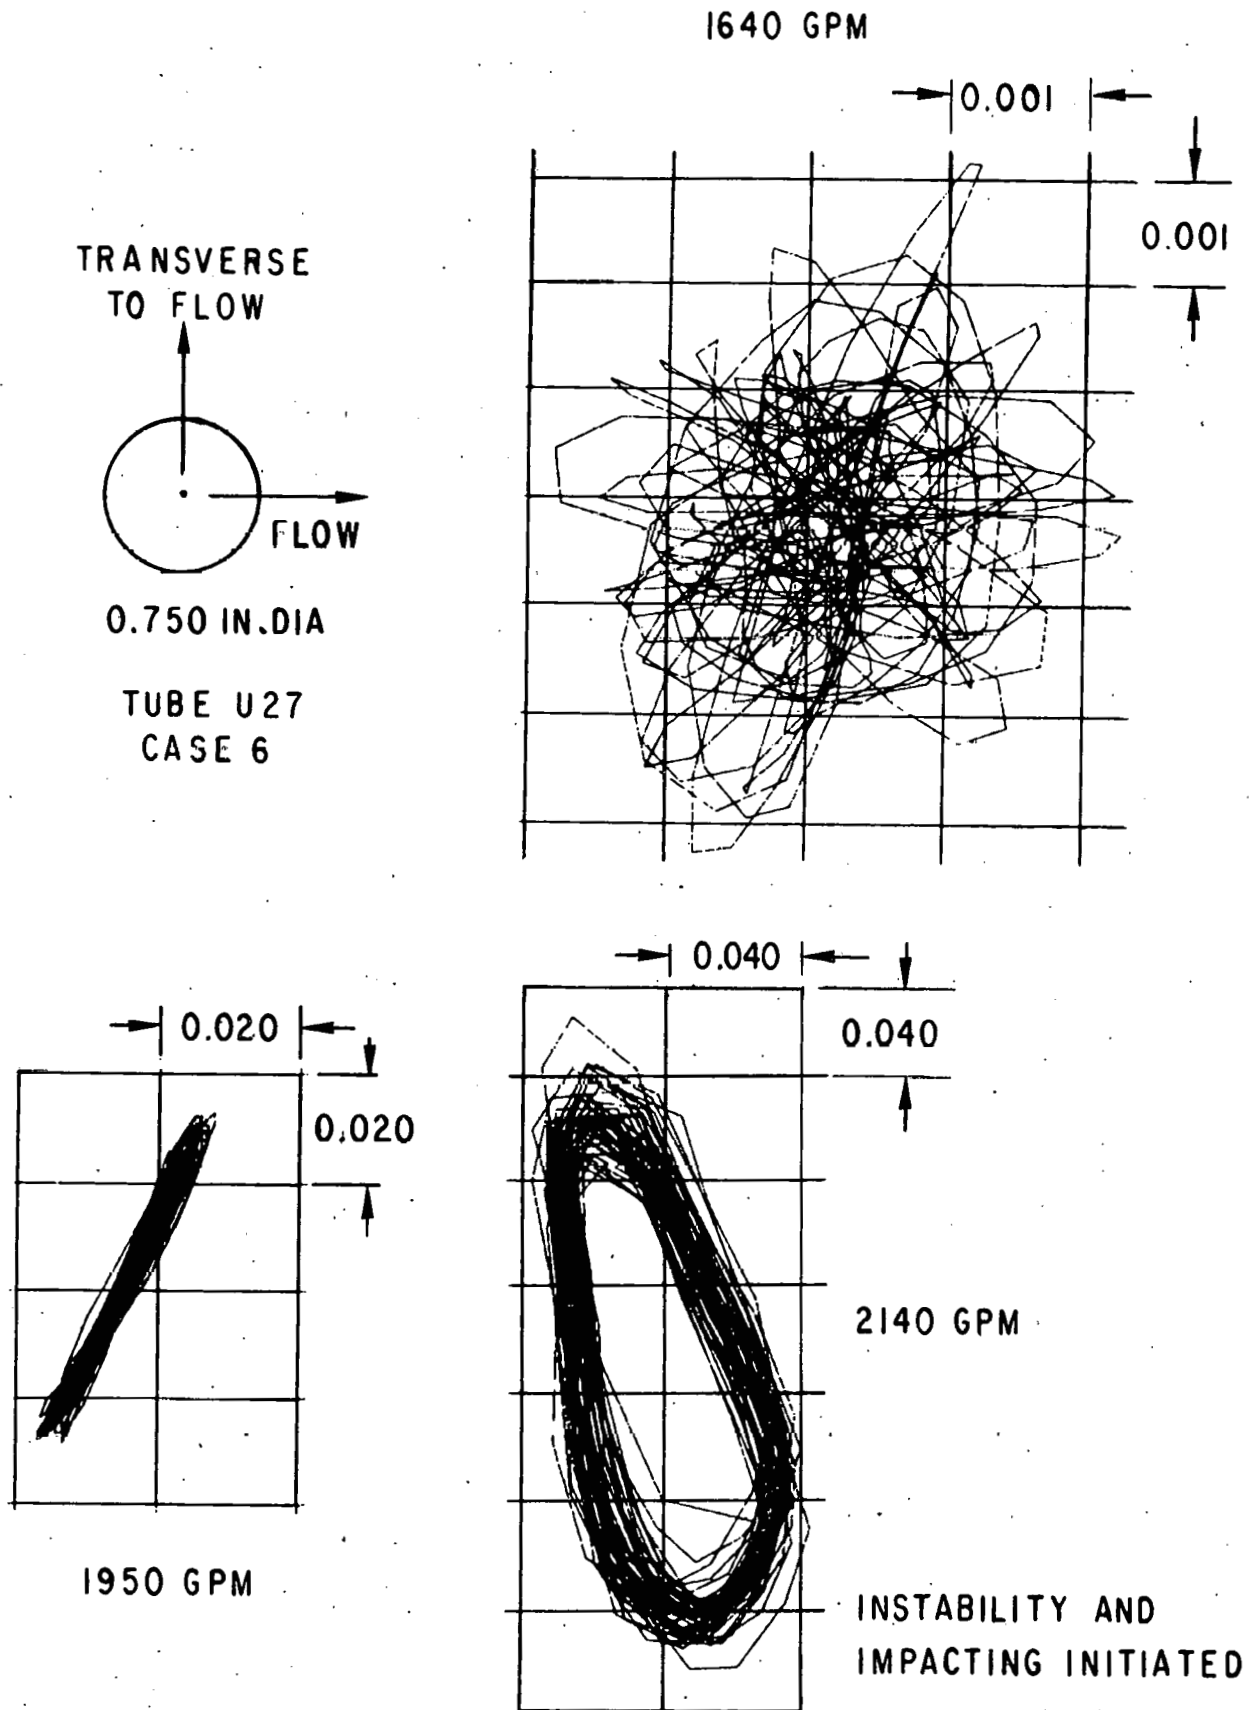 1640 GPM
0.001
0.001
TRANSVERSE
TO FLOW
FLOW
0.750 IN.DIA
TUBE U27
CASE 6
0.040
0.040
0.020
0.020
2140 GPM
1950 GPM
INSTABILITY AND
IMPACTING INITIATED